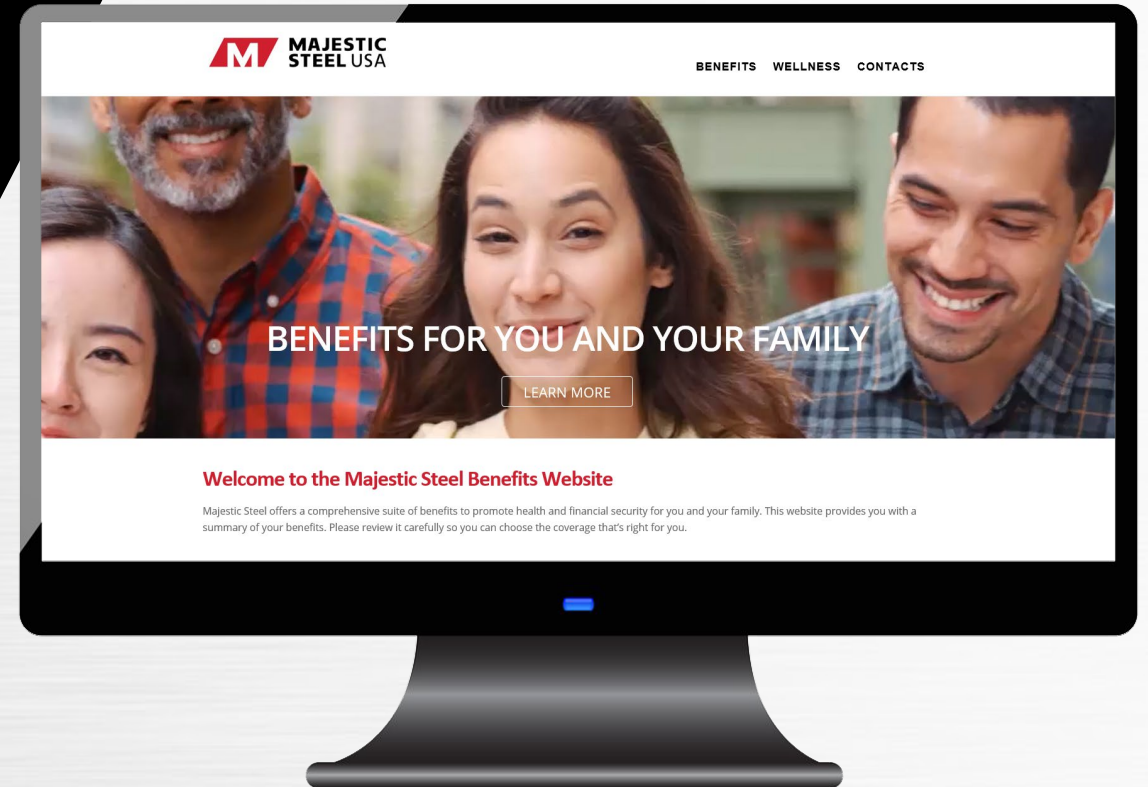 MAJESTIC
STEEL USA
BENEFITS WELLNESS CONTACTS
BENEFITS FOR YOU AND YOUR FAMILY
LEARN MORE
Welcome to the Majestic Steel Benefits Website
Majestic Steel offers a comprehensive suite of benefits to promote health and financial security for you and your family. This website provides you with a
summary of your benefits. Please review it carefully so you can choose the coverage that's right for you.